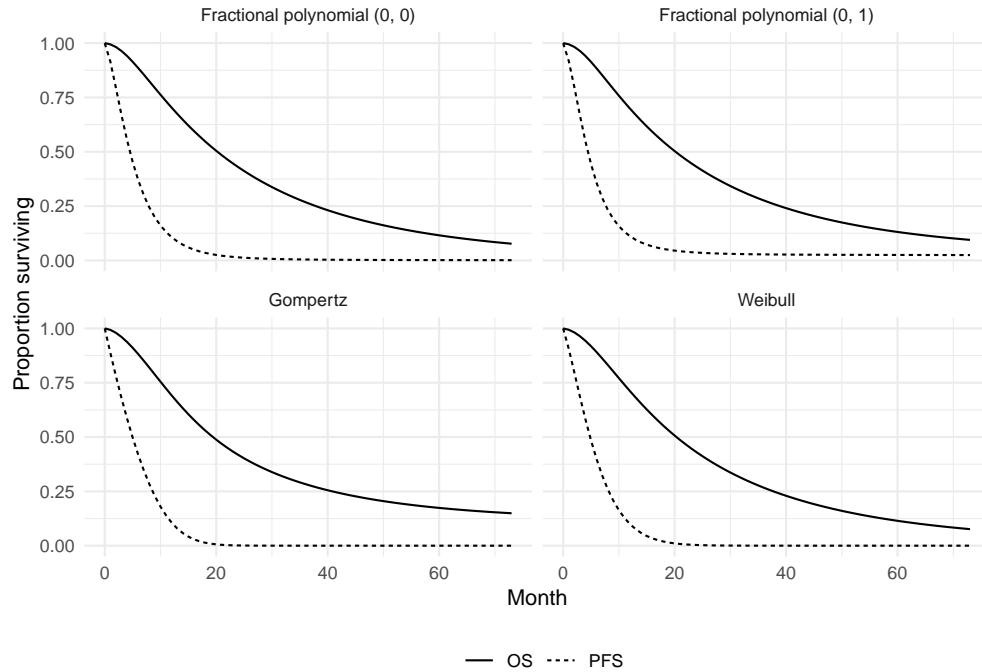 Fractional polynomial (0, 0) Fractional polynomial (0, 1)
1.00
0.75
0.50
0.25
0.00
Gompertz Weibull
1.00
0.75
0.50
0.25
0.00
0 20 40 60 0 20 40 60
Proportion surviving
Month
OS PFS